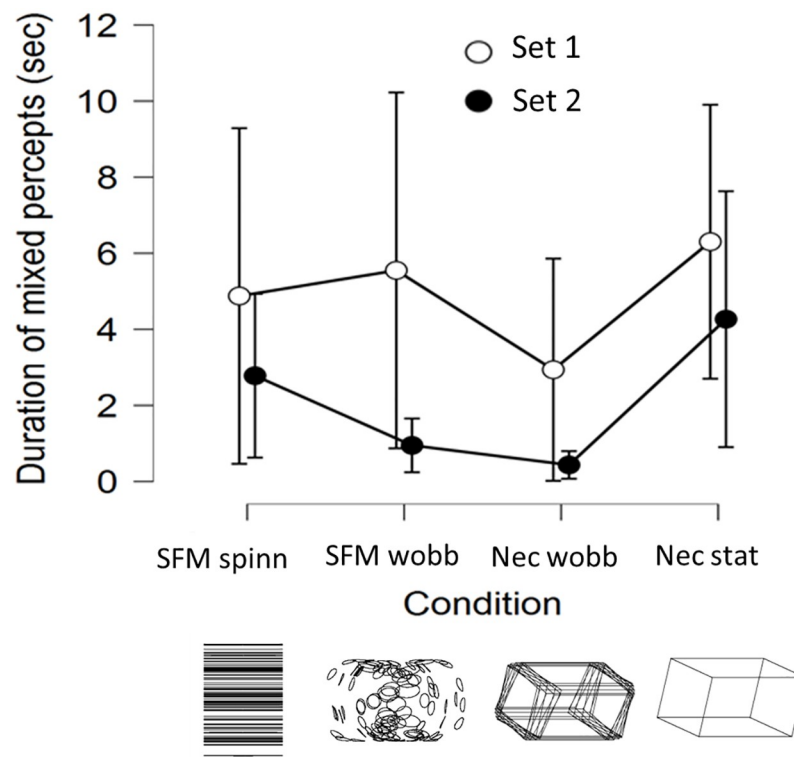 Duration of mixed percepts (sec)
12
10
8
6
4
2
0
Set 1
Set 2
SFM spinn
SFM wobb
Nec wobb
Nec stat
Condition